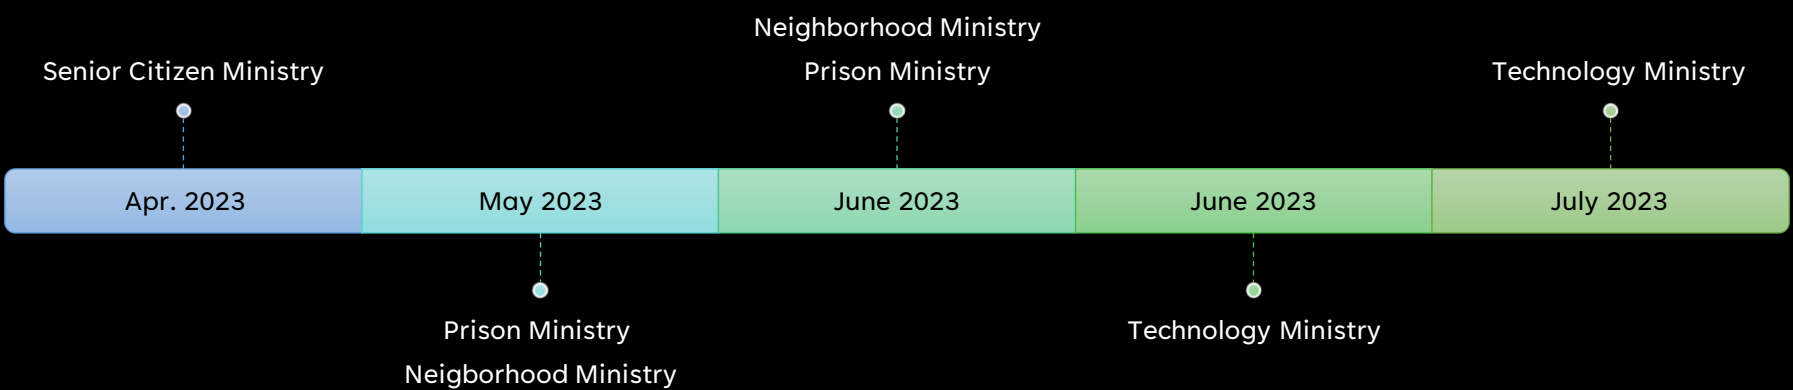 Neighborhood Ministry
Senior Citizen Ministry
Prison Ministry
Technology Ministry
Apr. 2023
May 2023
June 2023
June 2023
July 2023
Prison Ministry
Technology Ministry
Neigborhood Ministry